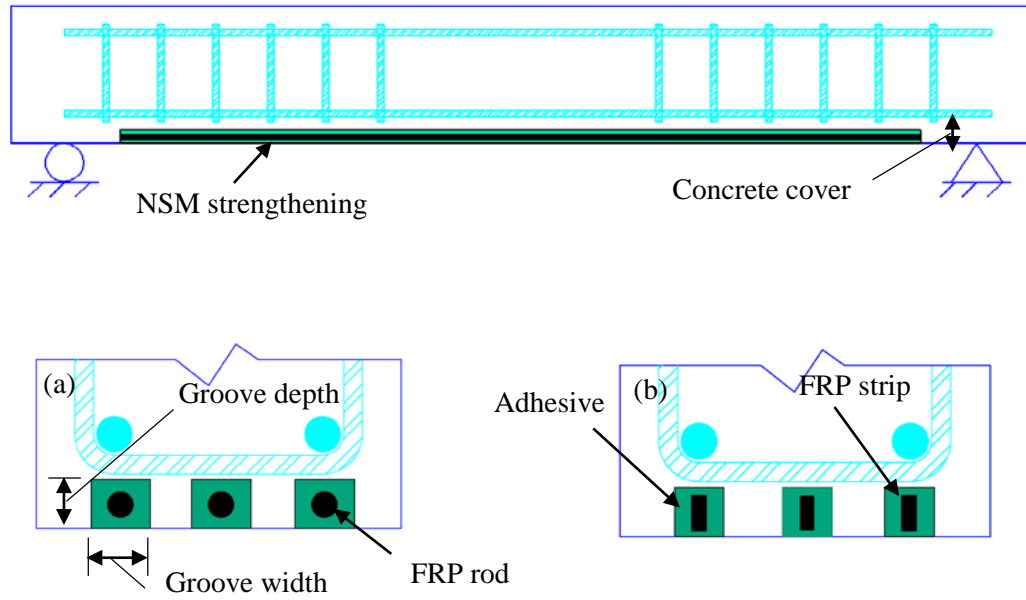 NSM strengthening
Concrete cover
(a)
Groove depth
FRP rod
Groove width
(b)
FRP strip
Adhesive